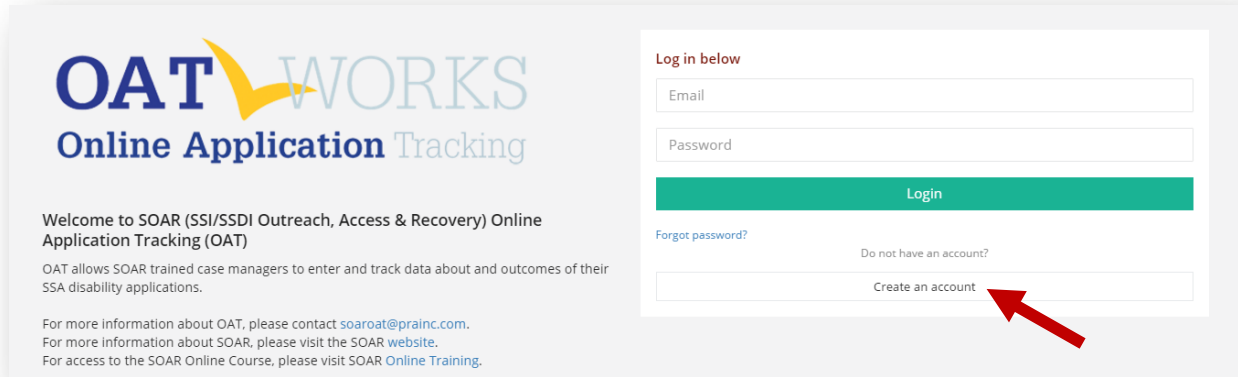 OAT WORKS
Online Application Tracking
Welcome to SOAR (SSI/SSDI Outreach, Access & Recovery) Online
Application Tracking (OAT)
OAT allows SOAR trained case managers to enter and track data about and outcomes of their
SSA disability applications.
For more information about OAT, please contact soaroat@prainc.com.
For more information about SOAR, please visit the SOAR website.
For access to the SOAR Online Course, please visit SOAR Online Training.
Log in below
Email
Password
Login
Forgot password?
Do not have an account?
Create an account